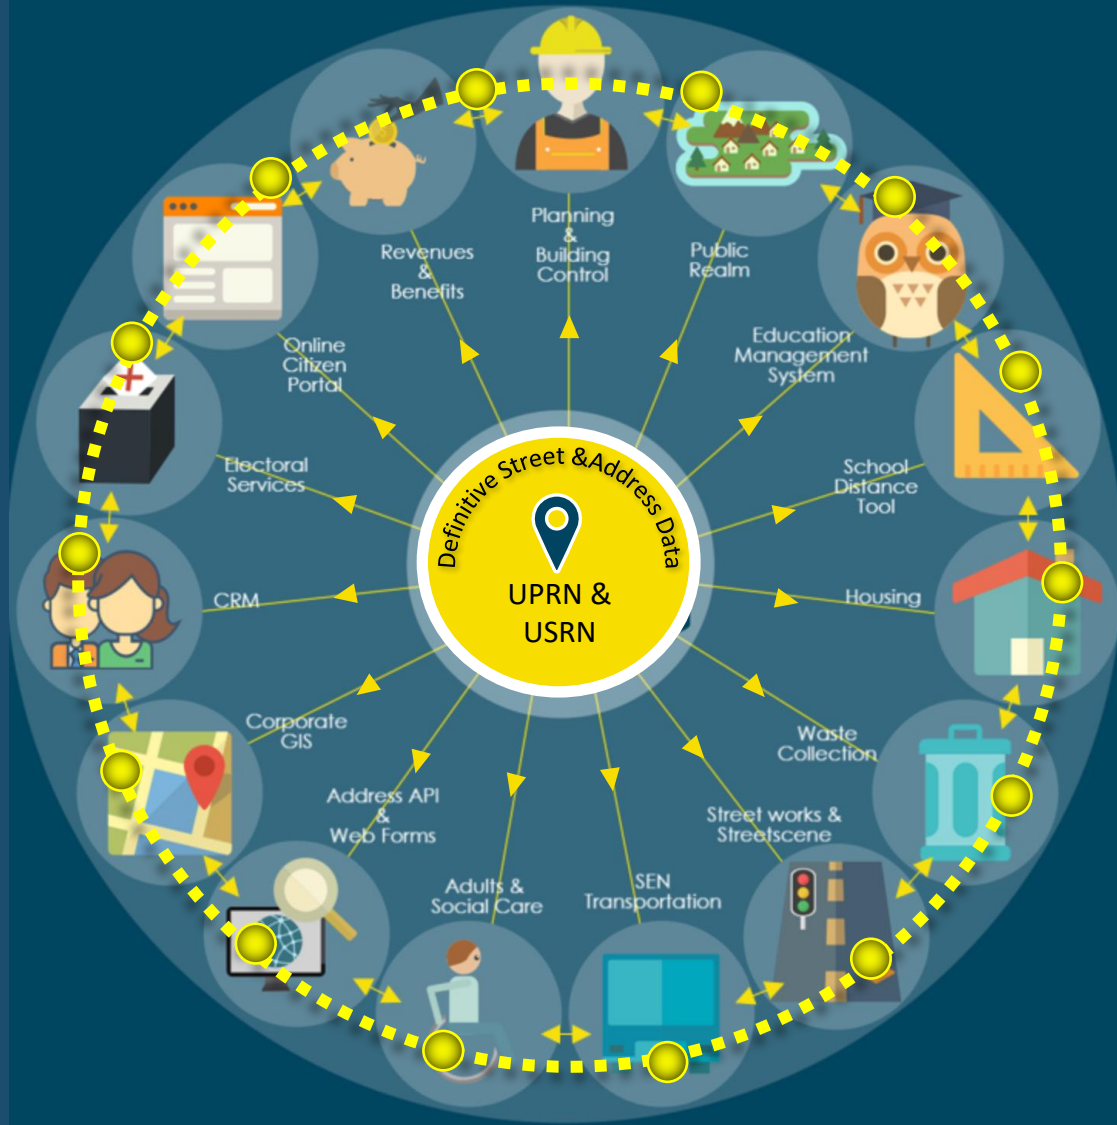 Planning
&
Building
Control
Public
Realm
Education
Management
System
School
Distance
Tool
Housing
Waste
Collection
Street works &
Streetscene
SEN
Transportation
Adults &
Social Care
Address API
&
Web Forms
Corporate
GIS
CRM
Electoral
Services
Online
Citizen
Portal
Revenues
&
Benefits
Definitive Street &Address Data
UPRN &
USRN